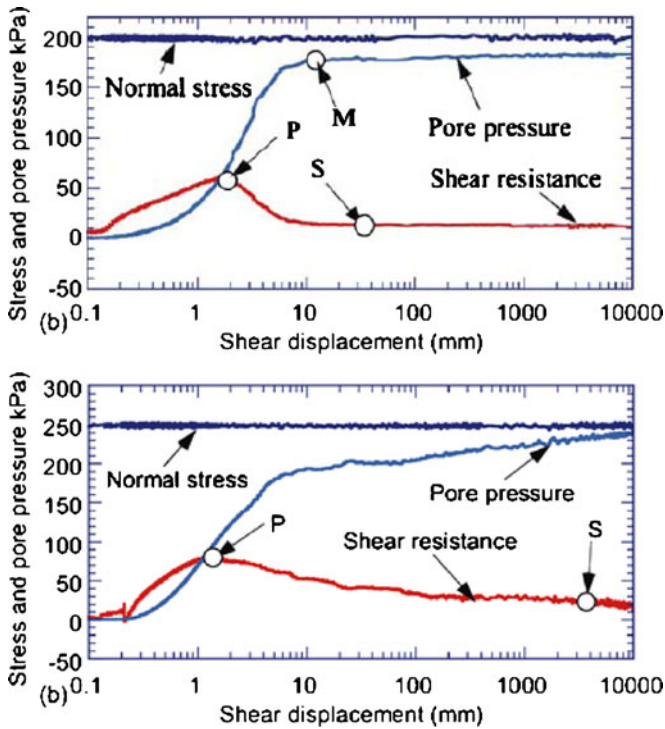 Stress and pore pressure kPa
200
150
100
50
0
-50
Normal stress
M
Pore pressure
P
S
Shear resistance
(b)
0.1 1 10 100 1000 10000
Shear displacement (mm)
Stress and pore pressure kPa
300
250
200
150
100
50
0
-50
Normal stress
Pore pressure
P
Shear resistance
S
(b)
0.1 1 10 100 1000 10000
Shear displacement (mm)